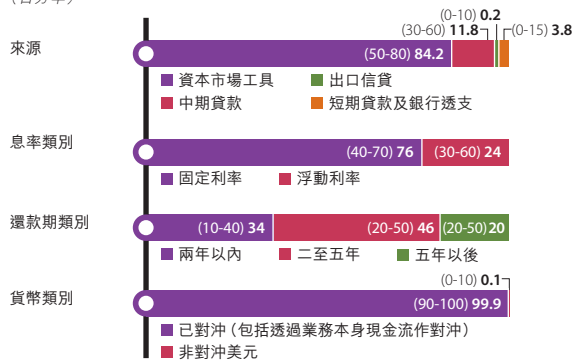 (百分率)
來源
(50-80) 84.2
(30-60) 11.8
(0-10) 0.2
(0-15) 3.8
資本市場工具
出口信貸
中期貸款
短期貸款及銀行透支
息率類別
(40-70) 76
(30-60) 24
固定利率
浮動利率
還款期類別
(10-40) 34
(20-50) 46
(20-50) 20
兩年以內
二至五年
五年以後
貨幣類別
(0-10) 0.1
(90-100) 99.9
已對沖（包括透過業務本身現金流作對沖）
非對沖美元